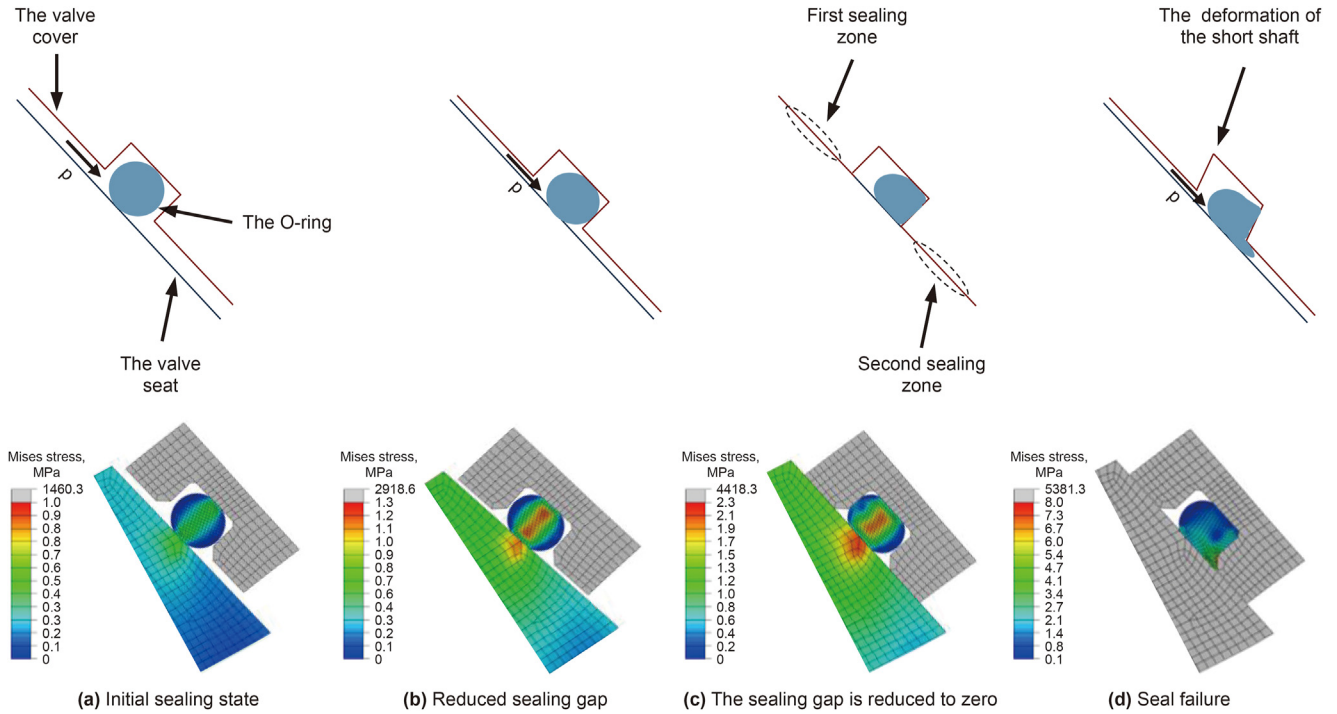 The valve
cover
First sealing
zone
The deformation of
the short shaft
p
p
p
The O-ring
The valve
seat
Second sealing
zone
Mises stress,
MPa
1460.3
1.0
0.9
0.8
0.8
0.7
0.6
0.5
0.4
0.3
0.3
0.2
0.1
0
Mises stress,
MPa
2918.6
1.3
1.2
1.1
1.0
0.9
0.8
0.6
0.5
0.4
0.3
0.2
0.1
0
Mises stress,
MPa
4418.3
2.3
2.1
1.9
1.7
1.5
1.3
1.2
1.0
0.8
0.6
0.4
0.2
0
Mises stress,
MPa
5381.3
8.0
7.3
6.7
6.0
5.4
4.7
4.1
3.4
2.7
2.1
1.4
0.8
0.1
(a) Initial sealing state
(b) Reduced sealing gap
(c) The sealing gap is reduced to zero
(d) Seal failure